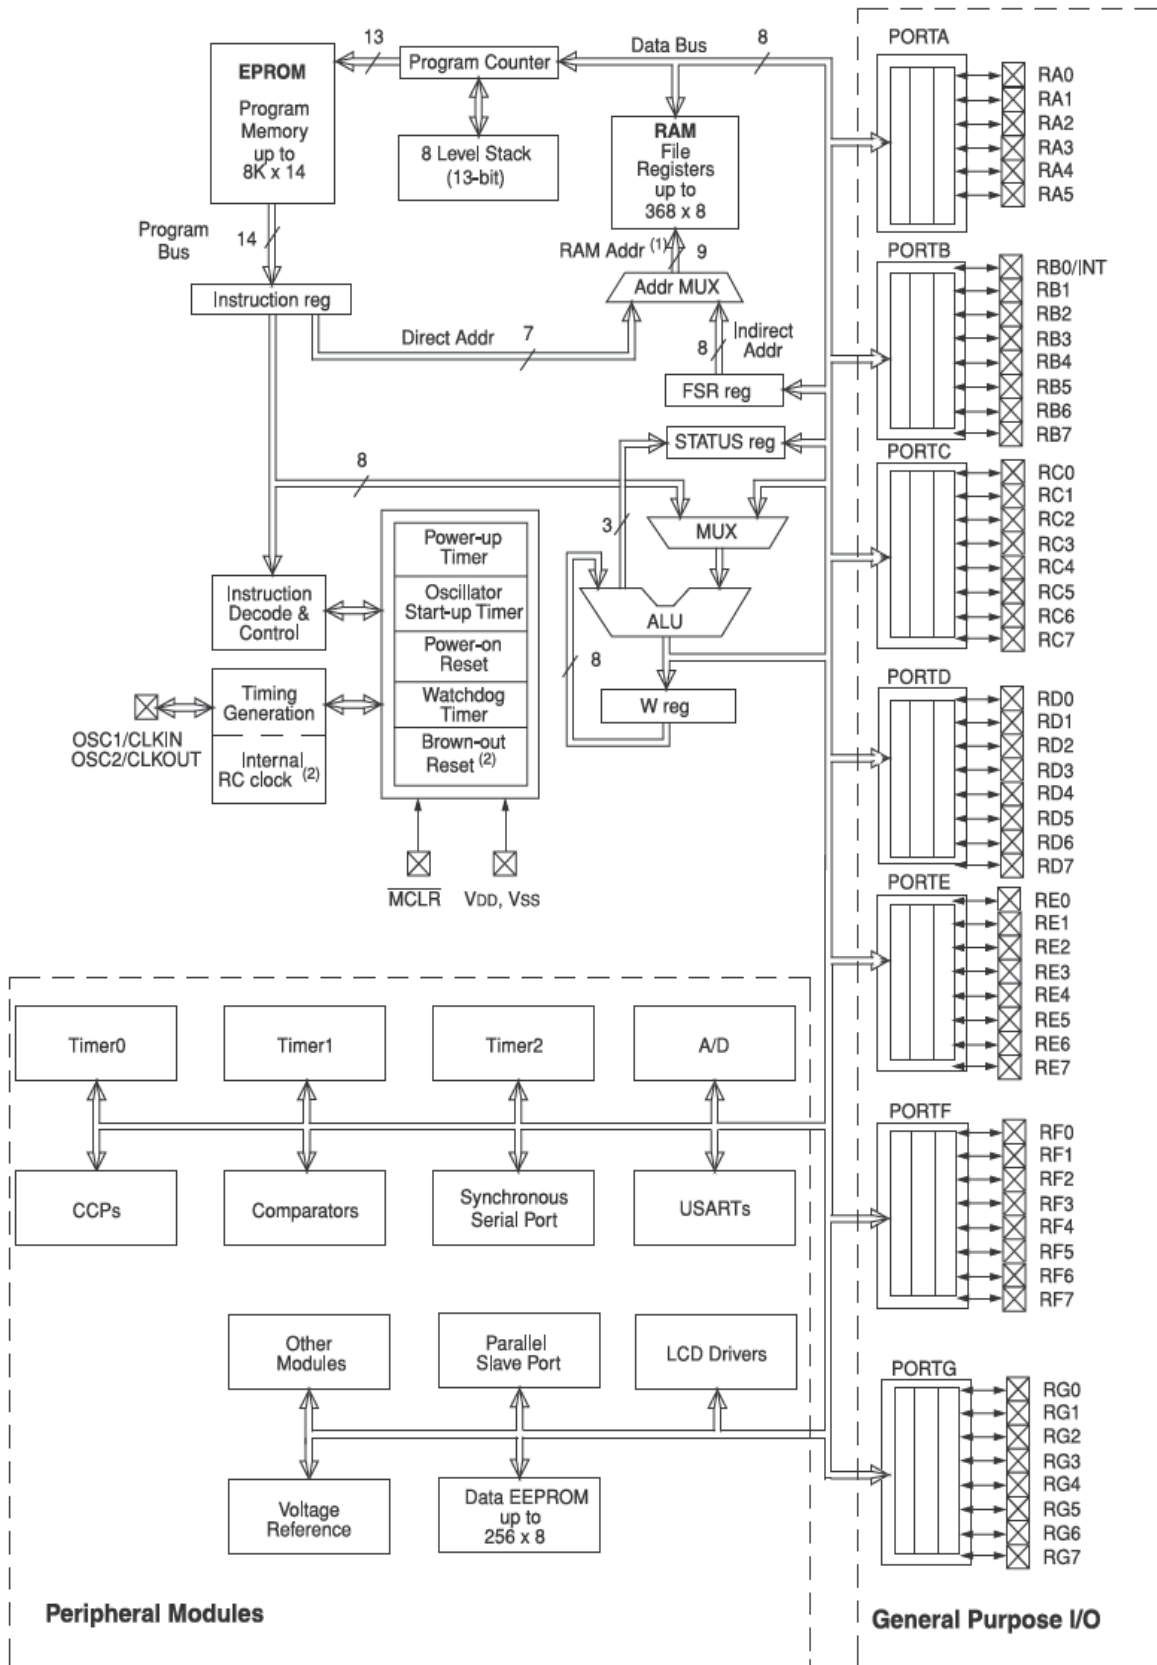 PORTA
13
Data Bus
8
EPROM
Program
Memory
up to
8K x 14
Program Counter
8 Level Stack
(13-bit)
RAM
File
Registers
up to
368 x 8
RA0
RA1
RA2
RA3
RA4
RA5
Program
Bus
14
RAM Addr (1)
9
PORTB
Instruction reg
Addr MUX
Direct Addr
7
8
Indirect
Addr
FSR reg
RB0/INT
RB1
RB2
RB3
RB4
RB5
RB6
RB7
STATUS reg
PORTC
8
3
MUX
RC0
RC1
RC2
RC3
RC4
RC5
RC6
RC7
Power-up
Timer
Oscillator
Start-up Timer
Power-on
Reset
Watchdog
Timer
Brown-out
Reset (2)
Instruction
Decode &
Control
ALU
8
W reg
Timing
Generation
Internal
RC clock (2)
OSC1/CLKIN
OSC2/CLKOUT
MCLR
VDD, VSS
PORTD
RD0
RD1
RD2
RD3
RD4
RD5
RD6
RD7
PORTE
RE0
RE1
RE2
RE3
RE4
RE5
RE6
RE7
Timer0
Timer1
Timer2
A/D
CCPs
Comparators
Synchronous
Serial Port
USARTs
PORTF
RF0
RF1
RF2
RF3
RF4
RF5
RF6
RF7
Other
Modules
Parallel
Slave Port
LCD Drivers
Voltage
Reference
Data EEPROM
up to
256 x 8
PORTG
RG0
RG1
RG2
RG3
RG4
RG5
RG6
RG7
Peripheral Modules
General Purpose I/O